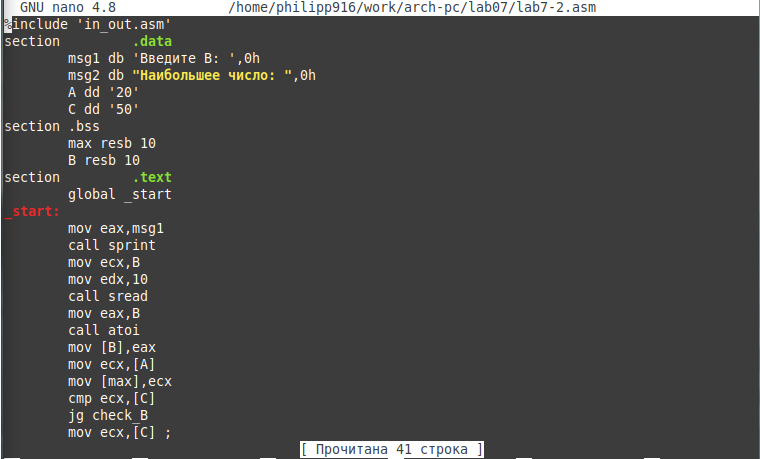 GNU nano 4.8 /home/philipp916/work/arch-pc/lab07/lab7-2.asm
%include 'in_out.asm'
section .data
msg1 db 'Введите B: ',0h
msg2 db "Наибольшее число: ",0h
A dd '20'
C dd '50'
section .bss
max resb 10
B resb 10
section .text
global _start
_start:
mov eax,msg1
call sprint
mov ecx,B
mov edx,10
call sread
mov eax,B
call atoi
mov [B],eax
mov ecx,[A]
mov [max],ecx
cmp ecx,[C]
jg check_B
mov ecx,[C] ;
[ Прочитана 41 строка ]